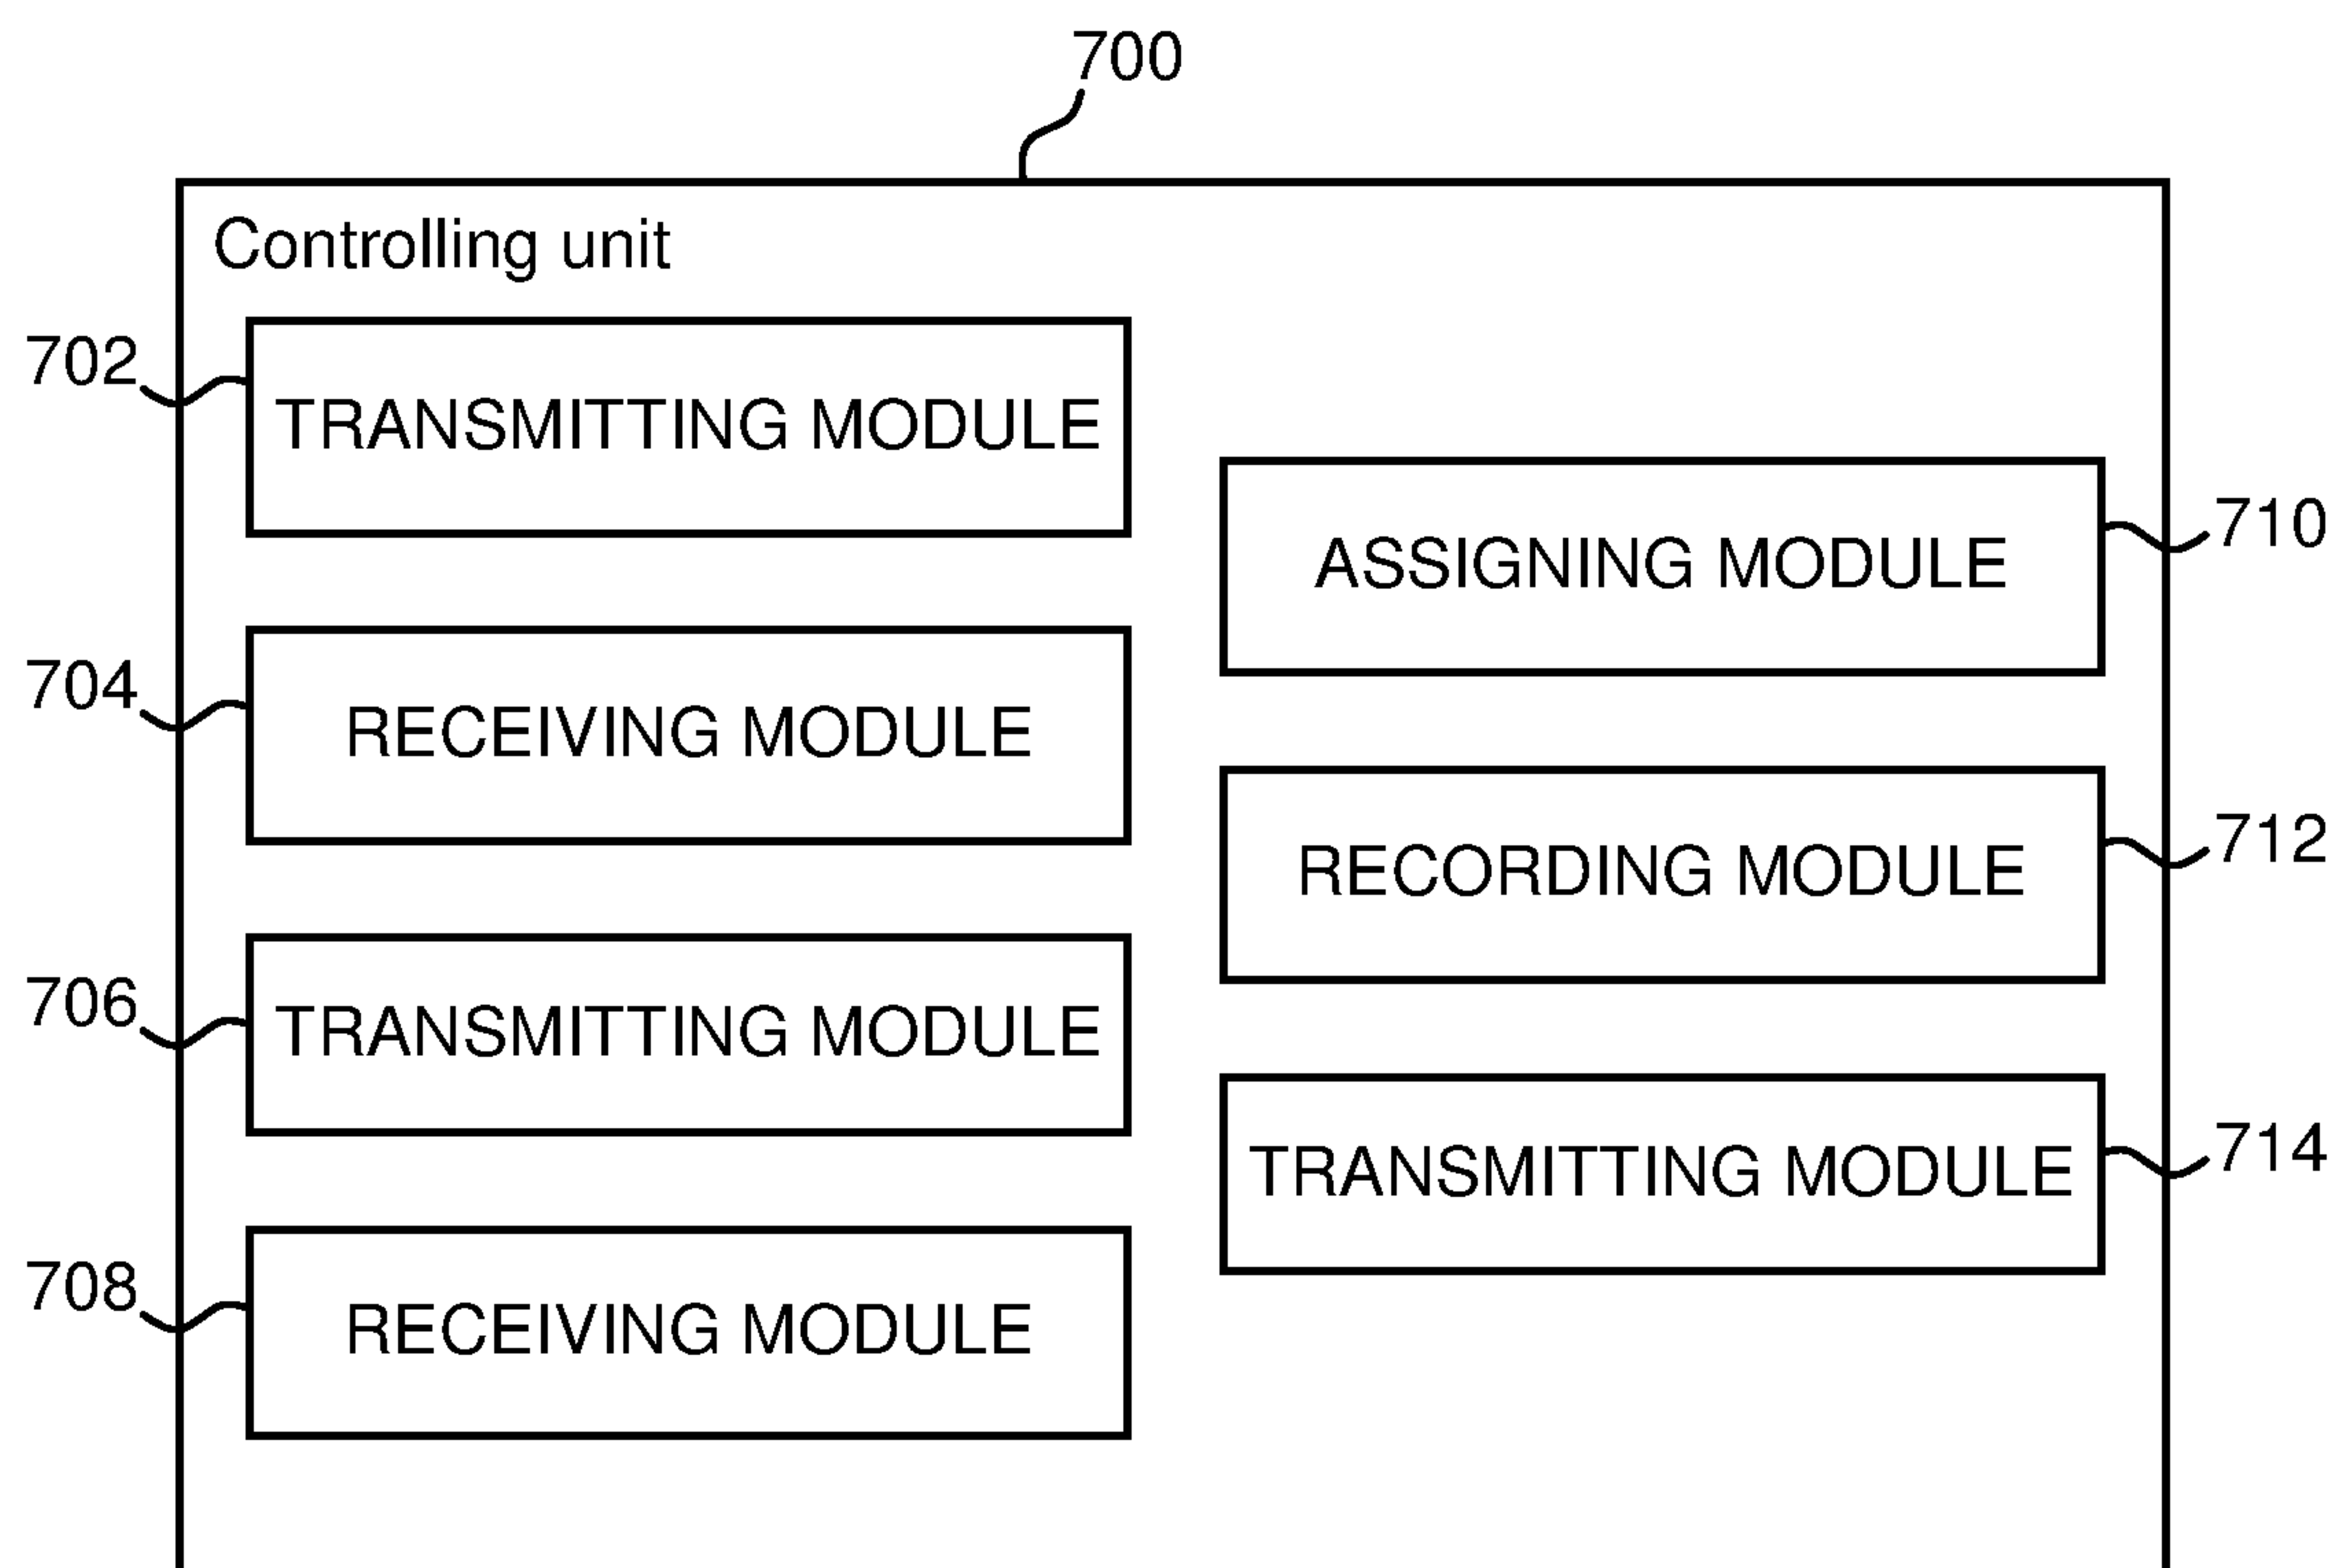 700
Controlling unit
702
TRANSMITTING MODULE
704
RECEIVING MODULE
706
TRANSMITTING MODULE
708
RECEIVING MODULE
ASSIGNING MODULE
710
RECORDING MODULE
712
TRANSMITTING MODULE
714